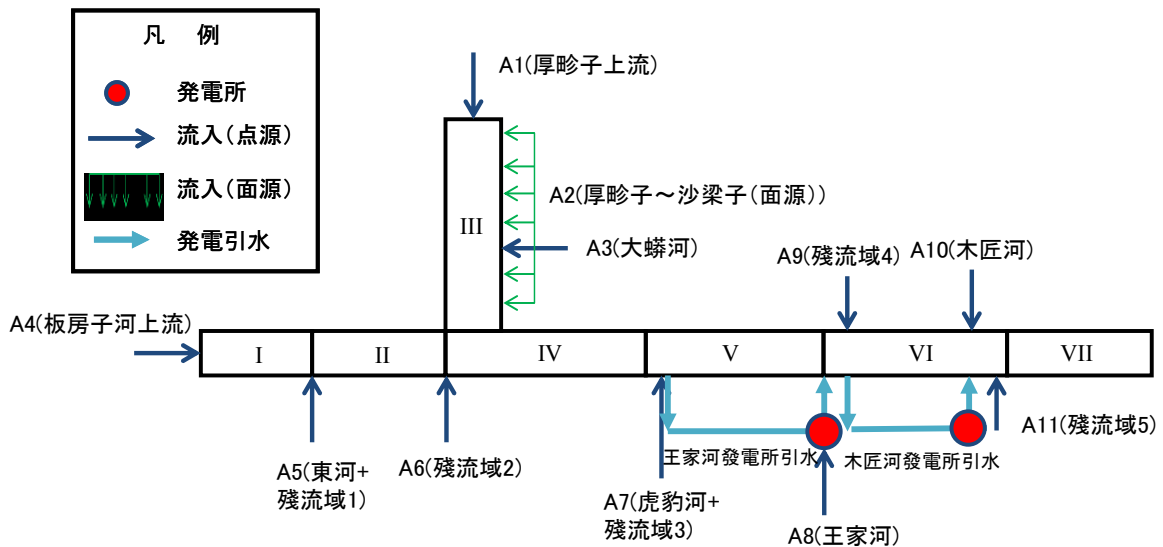 凡 例
発電所
流入(点源)
流入(面源)
発電引水
A1(厚畛子上流)
A2(厚畛子～沙梁子(面源))
A3(大蟒河)
III
A9(殘流域4)
A10(木匠河)
A4(板房子河上流)
I
II
IV
V
VI
VII
A5(東河+
殘流域1)
A6(殘流域2)
王家河發電所引水
木匠河發電所引水
A11(殘流域5)
A7(虎豹河+
殘流域3)
A8(王家河)